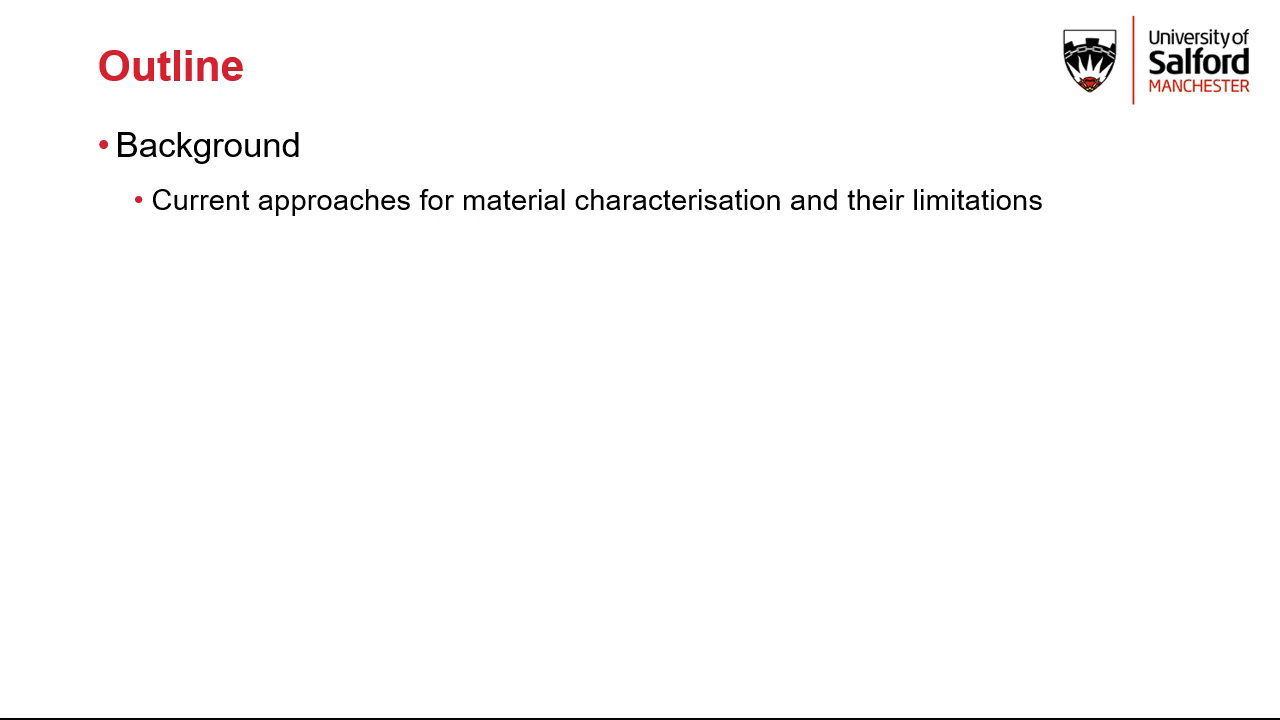 Outline
University of
Salford
MANCHESTER
• Background
• Current approaches for material characterisation and their limitations